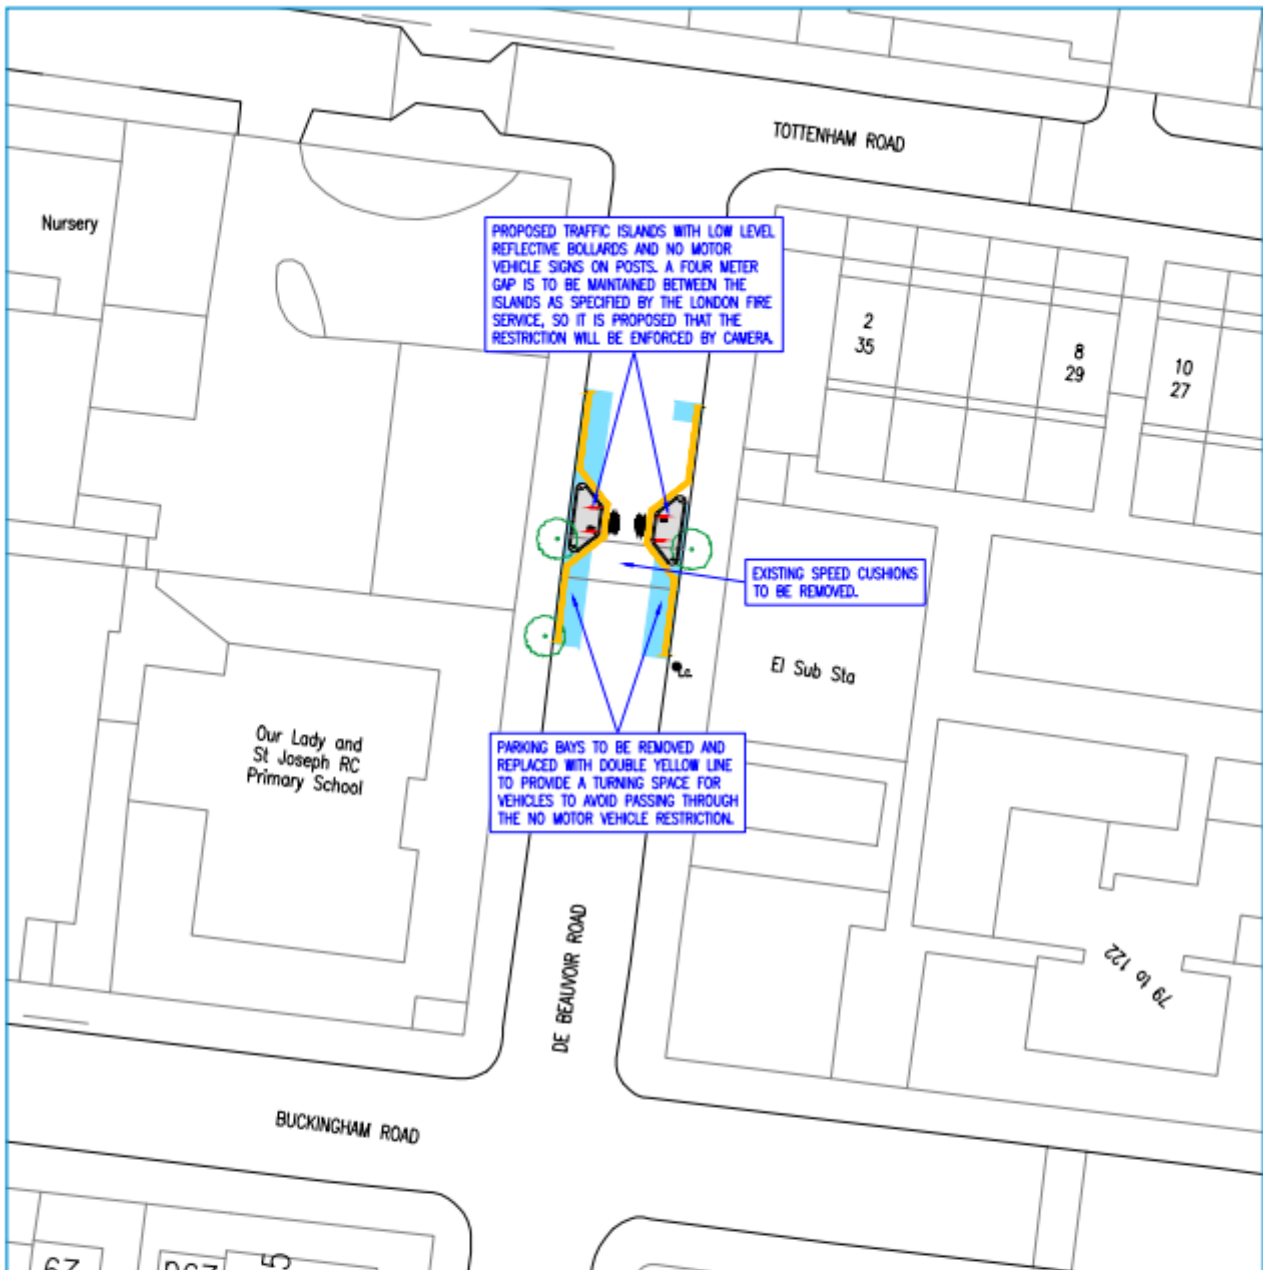 TOTTENHAM ROAD
Nursery
PROPOSED TRAFFIC ISLANDS WITH LOW LEVEL
REFLECTIVE BOLLARDS AND NO MOTOR
VEHICLE SIGNS ON POSTS. A FOUR METER
GAP IS TO BE MAINTAINED BETWEEN THE
ISLANDS AS SPECIFIED BY THE LONDON FIRE
SERVICE, SO IT IS PROPOSED THAT THE
RESTRICTION WILL BE ENFORCED BY CAMERA.
2
35
8
29
10
27
EXISTING SPEED CUSHIONS
TO BE REMOVED.
El Sub Sta
Our Lady and
St Joseph RC
Primary School
PARKING BAYS TO BE REMOVED AND
REPLACED WITH DOUBLE YELLOW LINE
TO PROVIDE A TURNING SPACE FOR
VEHICLES TO AVOID PASSING THROUGH
THE NO MOTOR VEHICLE RESTRICTION.
DE BEAUVOIR ROAD
79 to 122
BUCKINGHAM ROAD